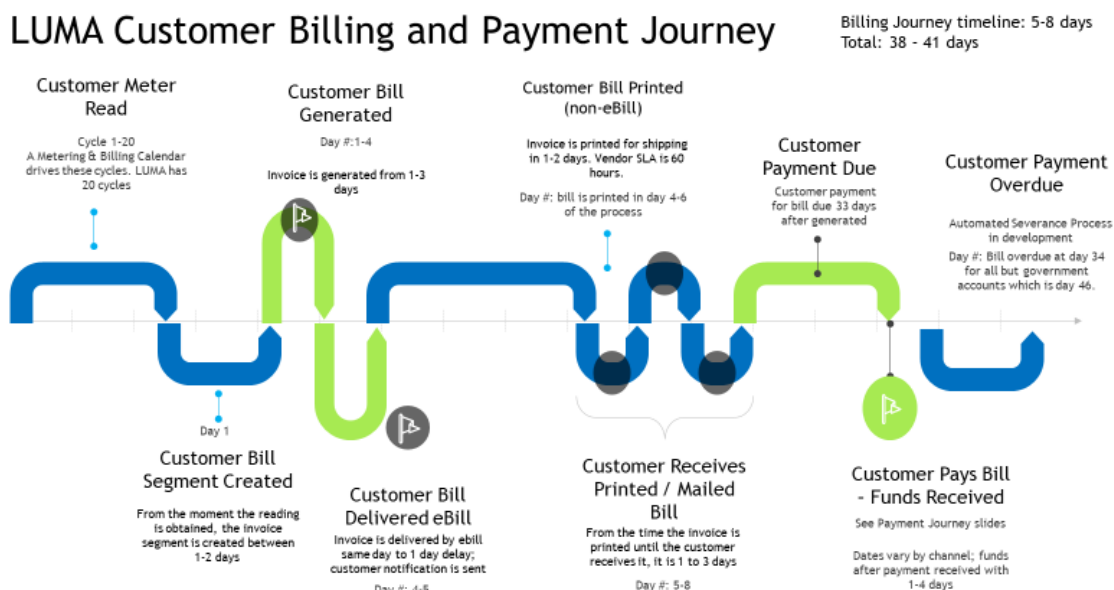 LUMA Customer Billing and Payment Journey
Billing Journey timeline: 5-8 days
Total: 38 - 41 days
Customer Meter
Read
Cycle 1-20
A Metering & Billing Calendar
drives these cycles. LUMA has
20 cycles
Customer Bill
Generated
Day #:1-4
Invoice is generated from 1-3
days
Customer Bill Printed
(non-eBill)
Invoice is printed for shipping
in 1-2 days. Vendor SLA is 60
hours.
Day #: bill is printed in day 4-6
of the process
Customer
Payment Due
Customer payment
for bill due 33 days
after generated
Customer Payment
Overdue
Automated Severance Process
in development
Day #: Bill overdue at day 34
for all but government
accounts which is day 46.
Day 1
Customer Bill
Segment Created
From the moment the reading
is obtained, the invoice
segment is created between
1-2 days
Customer Bill
Delivered eBill
Invoice is delivered by ebill
same day to 1 day delay;
customer notification is sent
Day #: 4-5
Customer Receives
Printed / Mailed
Bill
From the time the invoice is
printed until the customer
receives it, it is 1 to 3 days
Day #: 5-8
Customer Pays Bill
- Funds Received
See Payment Journey slides
Dates vary by channel; funds
after payment received with
1-4 days